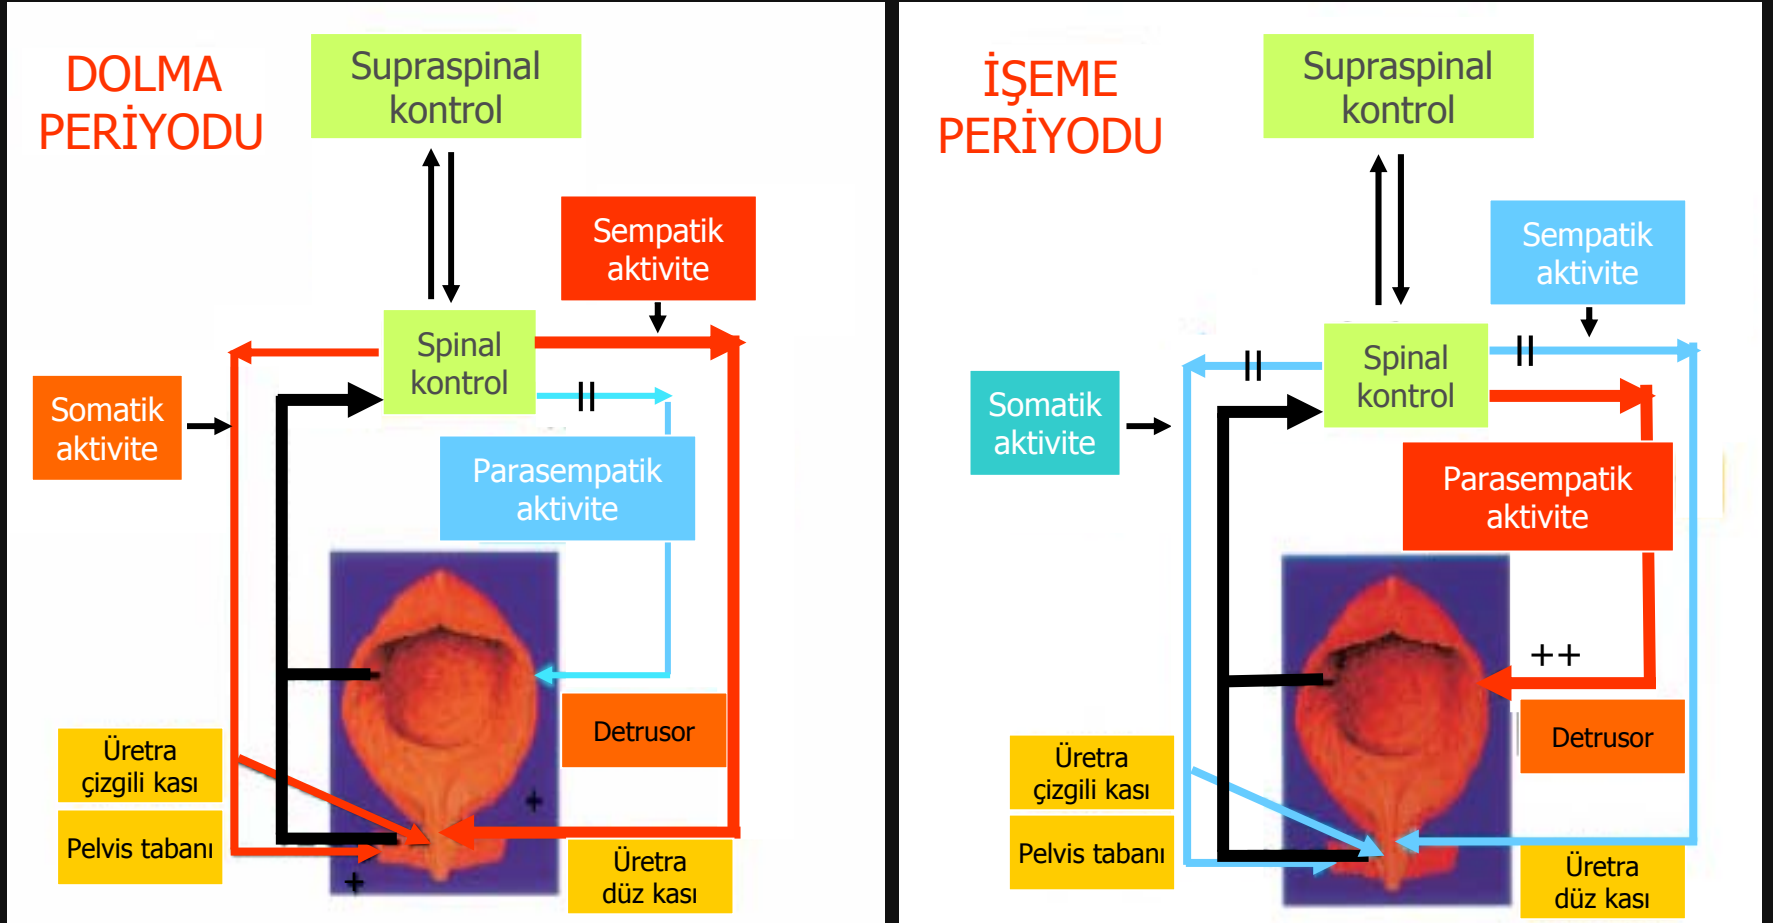 DOLMA
PERİYODU
Supraspinal
kontrol
Sempatik
aktivite
Spinal
kontrol
Somatik
aktivite
Parasempatik
aktivite
Detrusor
Üretra
çizgili kası
+
Pelvis tabanı
Üretra
düz kası
+
İŞEME
PERİYODU
Supraspinal
kontrol
Sempatik
aktivite
Spinal
kontrol
Somatik
aktivite
Parasempatik
aktivite
++
Detrusor
Üretra
çizgili kası
Pelvis tabanı
Üretra
düz kası